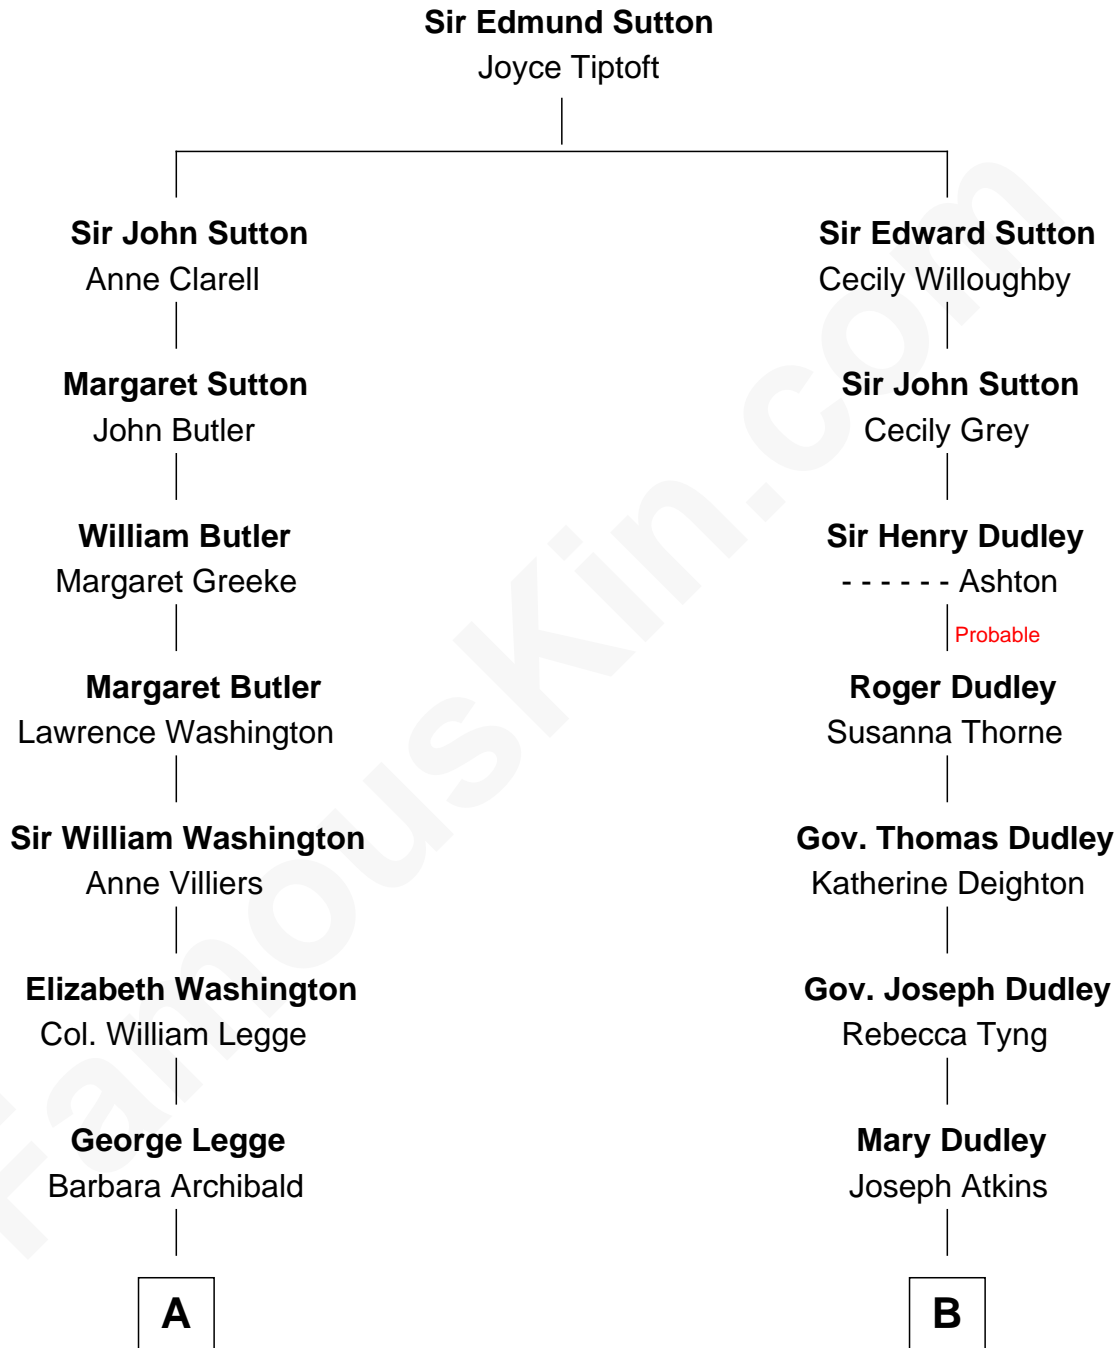 Sir Edmund Sutton
Joyce Tiptoft
Sir John Sutton
Anne Clarell
Margaret Sutton
John Butler
William Butler
Margaret Greeke
Margaret Butler
Lawrence Washington
Sir William Washington
Anne Villiers
Elizabeth Washington
Col. William Legge
George Legge
Barbara Archibald
A
Sir Edward Sutton
Cecily Willoughby
Sir John Sutton
Cecily Grey
Sir Henry Dudley
- - - - - - Ashton
Probable
Roger Dudley
Susanna Thorne
Gov. Thomas Dudley
Katherine Deighton
Gov. Joseph Dudley
Rebecca Tyng
Mary Dudley
Joseph Atkins
B
FamousKin.com